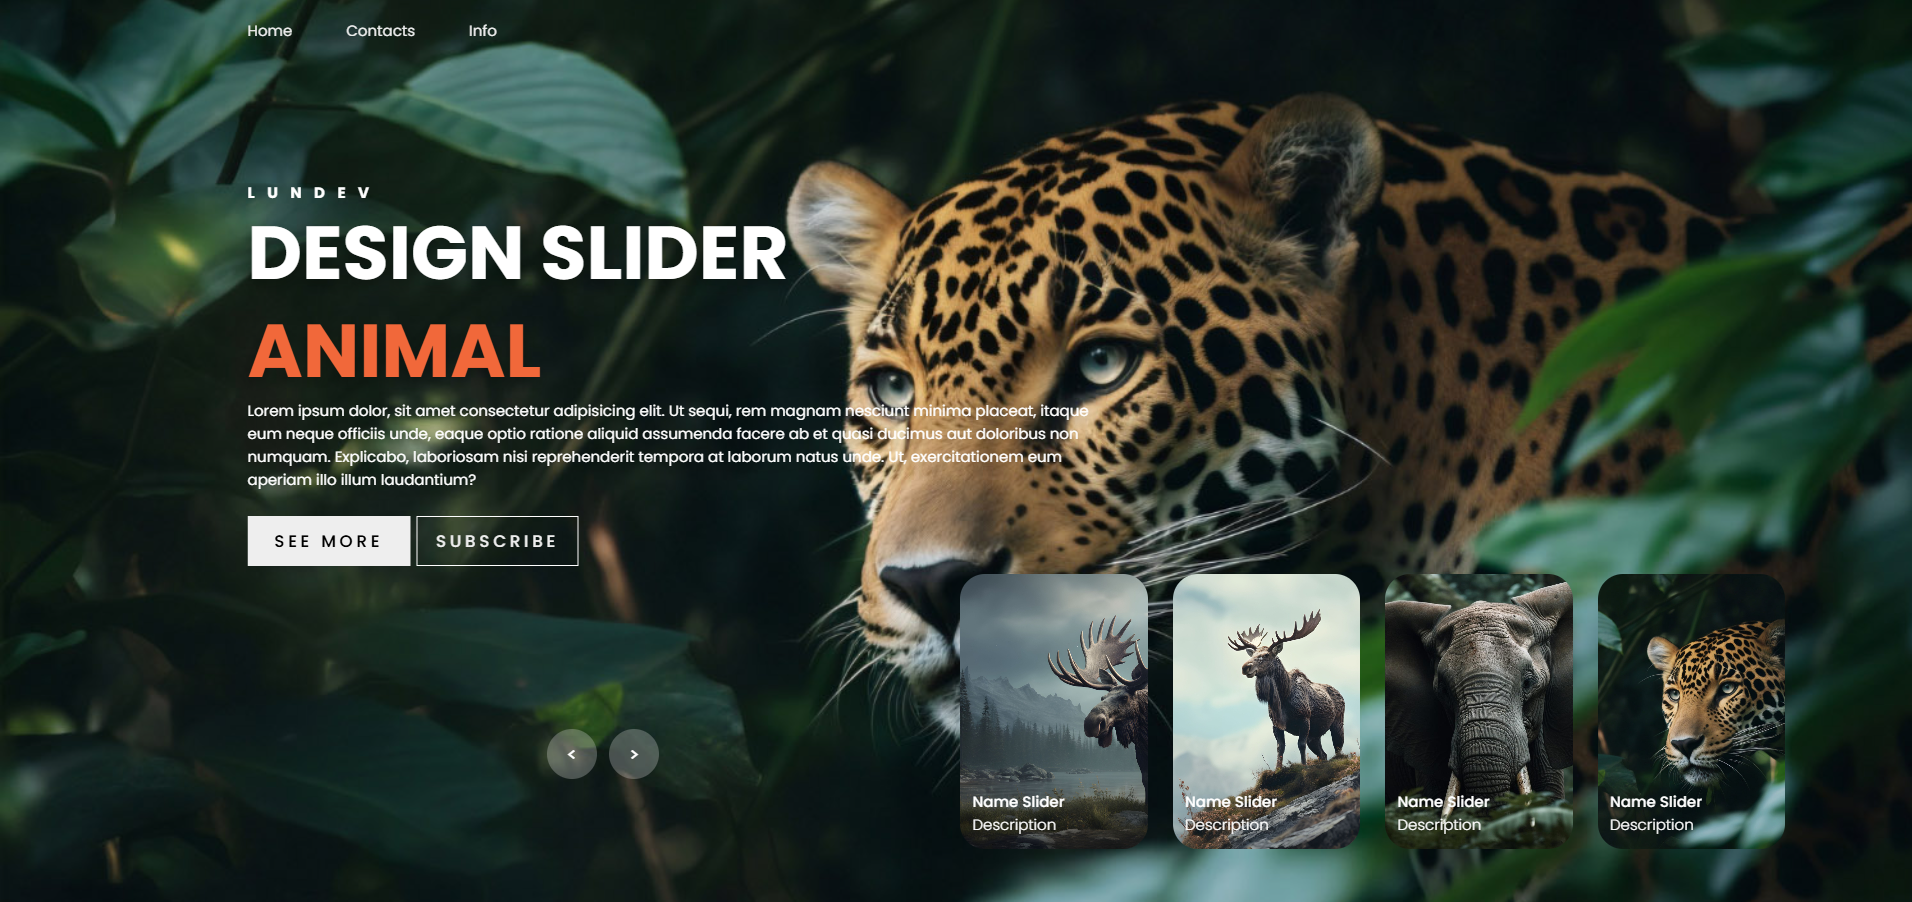 Home Contacts Info
LUNDEV
DESIGN SLIDER
ANIMAL
Lorem ipsum dolor, sit amet consectetur adipisicing elit. Ut sequi, rem magnam nesciunt minima placeat, itaque
eum neque officiis unde, eaque optio ratione aliquid assumenda facere ab et quasi ducimus aut doloribus non
numquam. Explicabo, laboriosam nisi reprehenderit tempora at laborum natus unde. Ut, exercitationem eum
aperiam illo illum laudantium?
SEE MORE SUBSCRIBE
< >
Name Slider
Description
Name Slider
Description
Name Slider
Description
Name Slider
Description